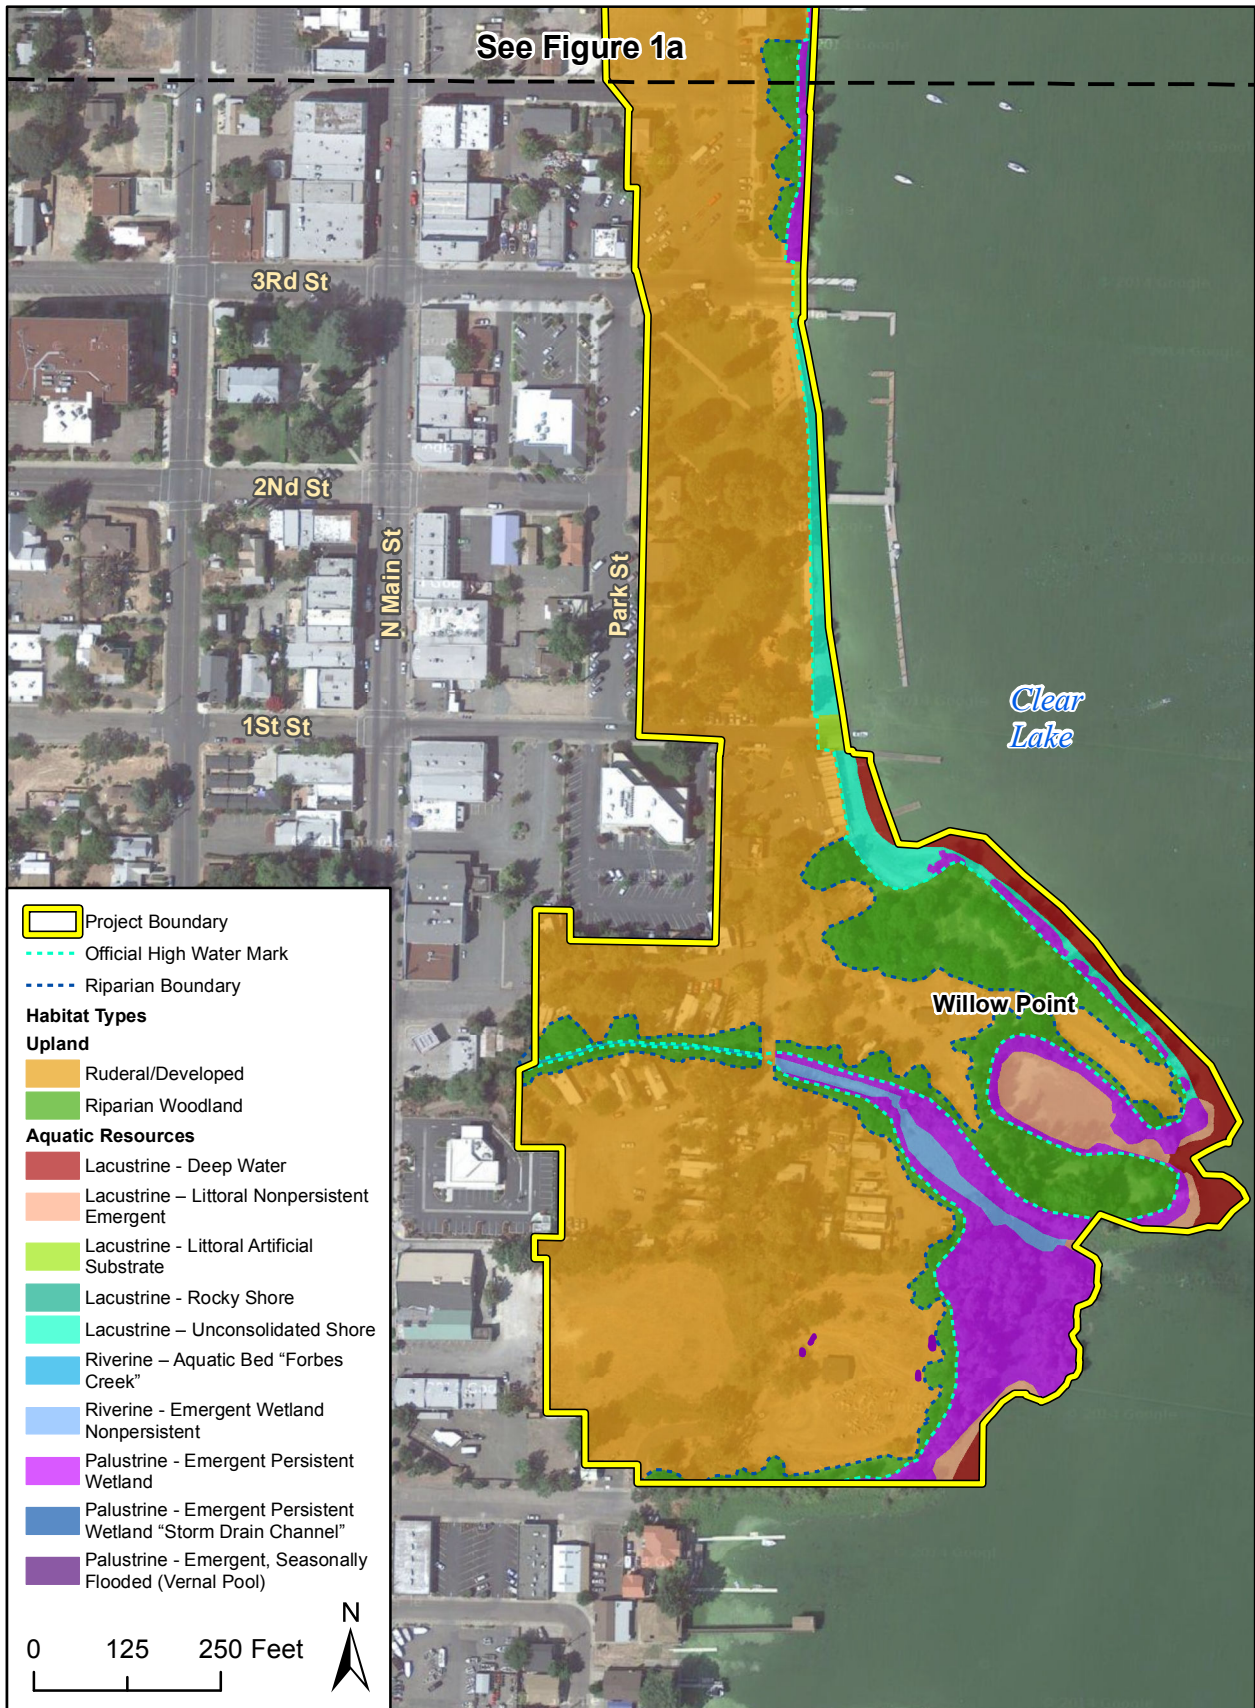 See Figure 1a
3Rd St
2Nd St
N Main St
Park St
1St St
Clear
Lake
Willow Point
Project Boundary
Official High Water Mark
Riparian Boundary
Habitat Types
Upland
Ruderal/Developed
Riparian Woodland
Aquatic Resources
Lacustrine - Deep Water
Lacustrine – Littoral Nonpersistent
Emergent
Lacustrine - Littoral Artificial
Substrate
Lacustrine - Rocky Shore
Lacustrine – Unconsolidated Shore
Riverine – Aquatic Bed “Forbes
Creek”
Riverine - Emergent Wetland
Nonpersistent
Palustrine - Emergent Persistent
Wetland
Palustrine - Emergent Persistent
Wetland “Storm Drain Channel”
Palustrine - Emergent, Seasonally
Flooded (Vernal Pool)
N
0 125 250 Feet